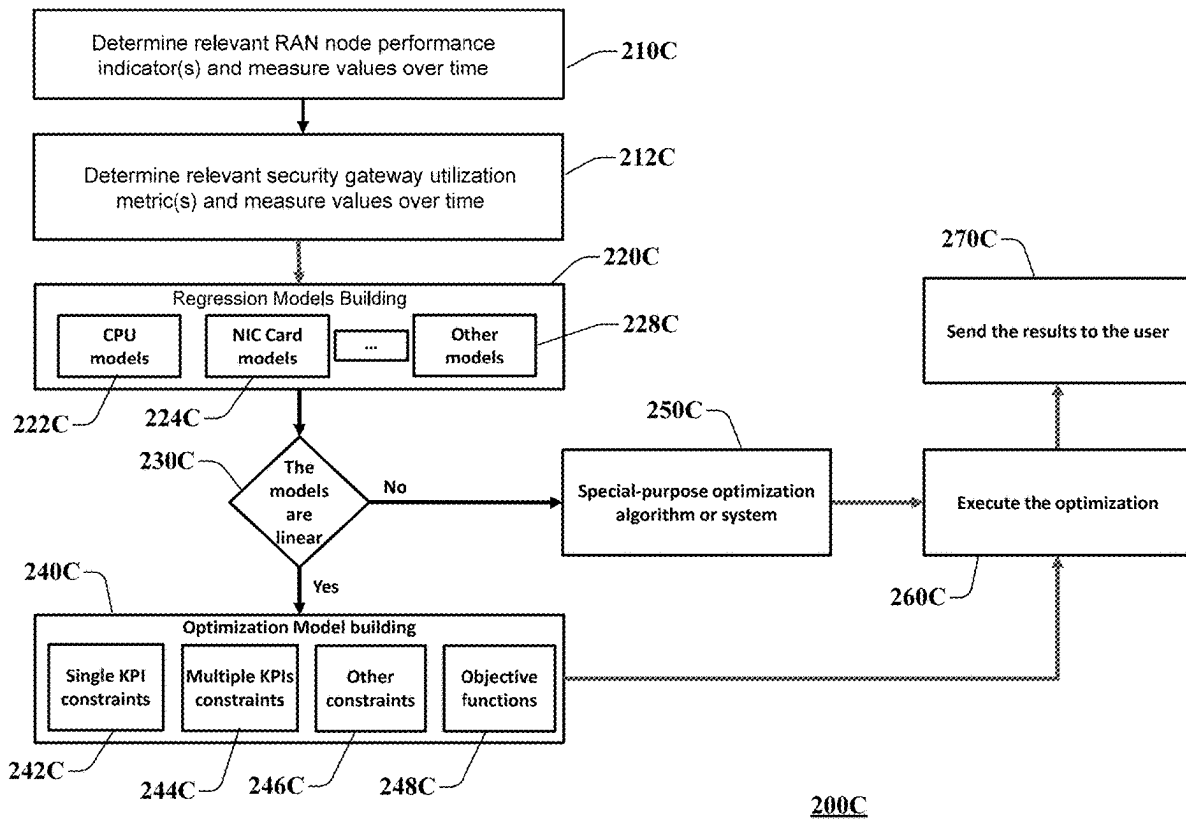 Determine relevant RAN node performance
indicator(s) and measure values over time
210C
Determine relevant security gateway utilization
metric(s) and measure values over time
212C
220C
Regression Models Building
CPU
models
NIC Card
models
...
Other
models
228C
222C
224C
230C
The
models
are
linear
No
Yes
250C
Special-purpose optimization
algorithm or system
270C
Send the results to the user
Execute the optimization
260C
240C
Optimization Model building
Single KPI
constraints
Multiple KPIs
constraints
Other
constraints
Objective
functions
242C
244C
246C
248C
200C